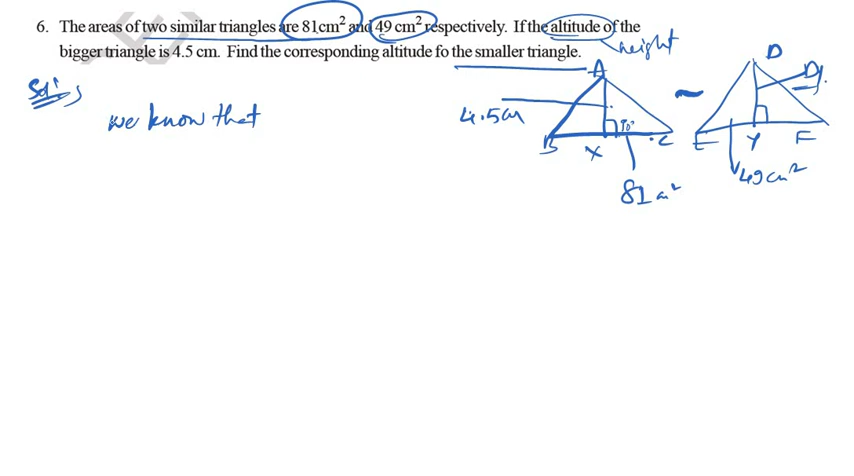 6. The areas of two similar triangles are 81cm² and 49 cm² respectively. If the altitude of the
bigger triangle is 4.5 cm. Find the corresponding altitude fo the smaller triangle.
height
Sol:
we know that
A
D
4.5cm
90°
B
X
C
E
Y
F
81cm²
49cm²